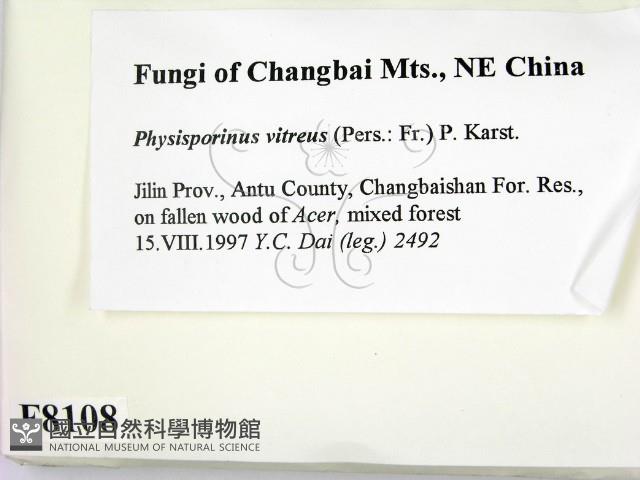 Fungi of Changbai Mts., NE China
Physisporinus vitreus (Pers.: Fr.) P. Karst.
Jilin Prov., Antu County, Changbaishan For. Res.,
on fallen wood of Acer, mixed forest
15.VIII.1997 Y.C. Dai (leg.) 2492
F8108
國立自然科學博物館
NATIONAL MUSEUM OF NATURAL SCIENCE